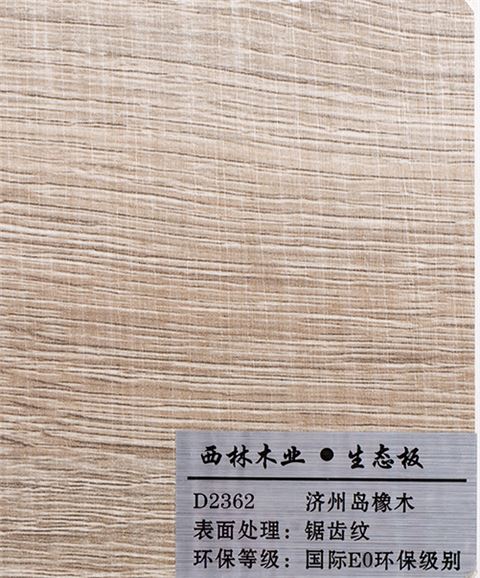 西林木业 ● 生态板
D2362 济州岛橡木
表面处理：锯齿纹
环保等级：国际E0环保级别